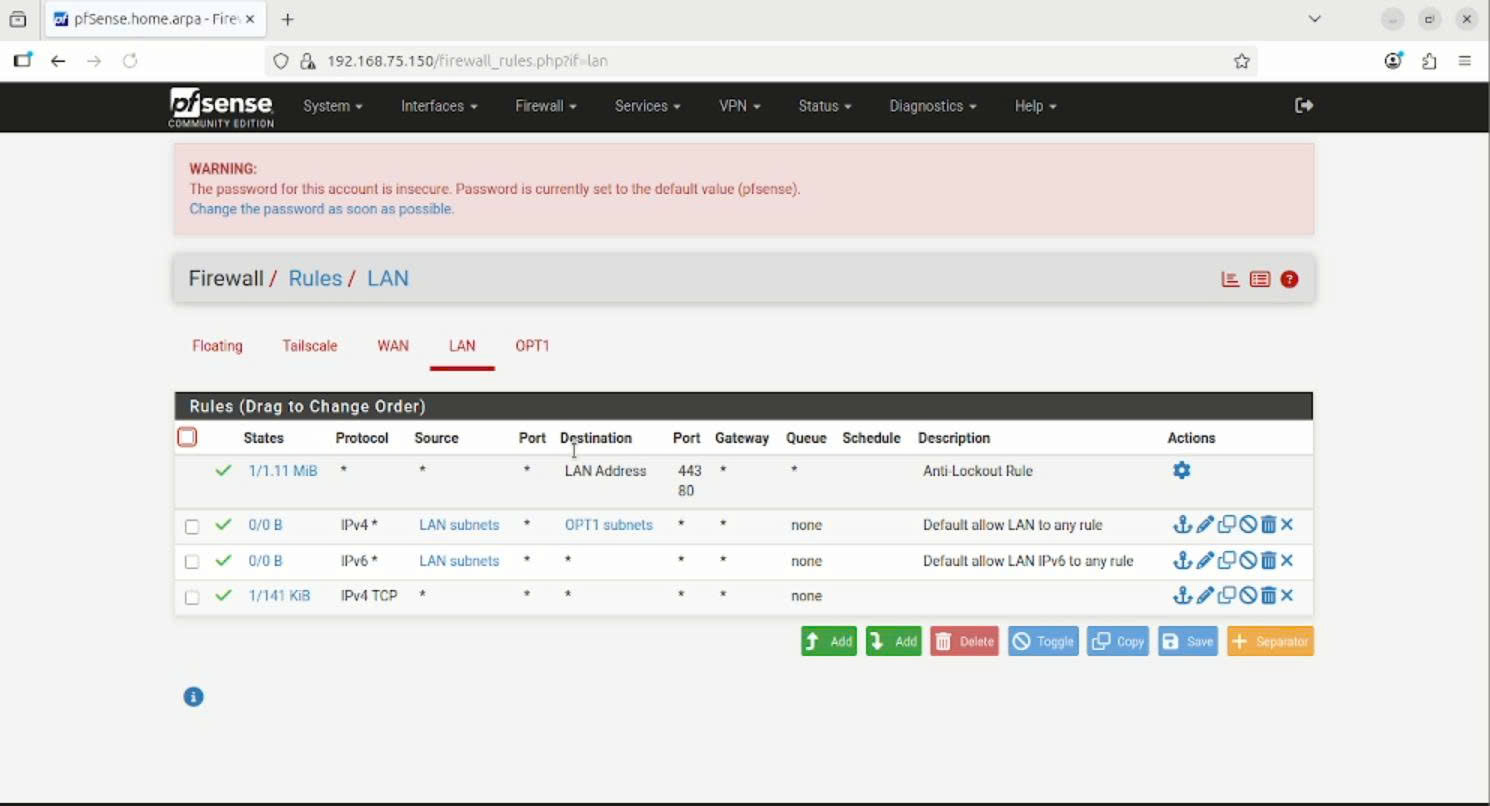 pfSense.home.arpa - Firev
192.168.75.150/firewall_rules.php?if=lan
pfsense
COMMUNITY EDITION
System Interfaces Firewall Services VPN Status Diagnostics Help
WARNING:
The password for this account is insecure. Password is currently set to the default value (pfsense).
Change the password as soon as possible.
Firewall / Rules / LAN
Floating Tailscale WAN LAN OPT1
Rules (Drag to Change Order)
States Protocol Source Port Destination Port Gateway Queue Schedule Description Actions
1/1.11 MiB * * * LAN Address 443 * * Anti-Lockout Rule
80
0/0 B IPv4 * LAN subnets * OPT1 subnets * * none Default allow LAN to any rule
0/0 B IPv6 * LAN subnets * * * * none Default allow LAN IPv6 to any rule
1/141 KiB IPv4 TCP * * * * * none
Add Add Delete Toggle Copy Save Separator